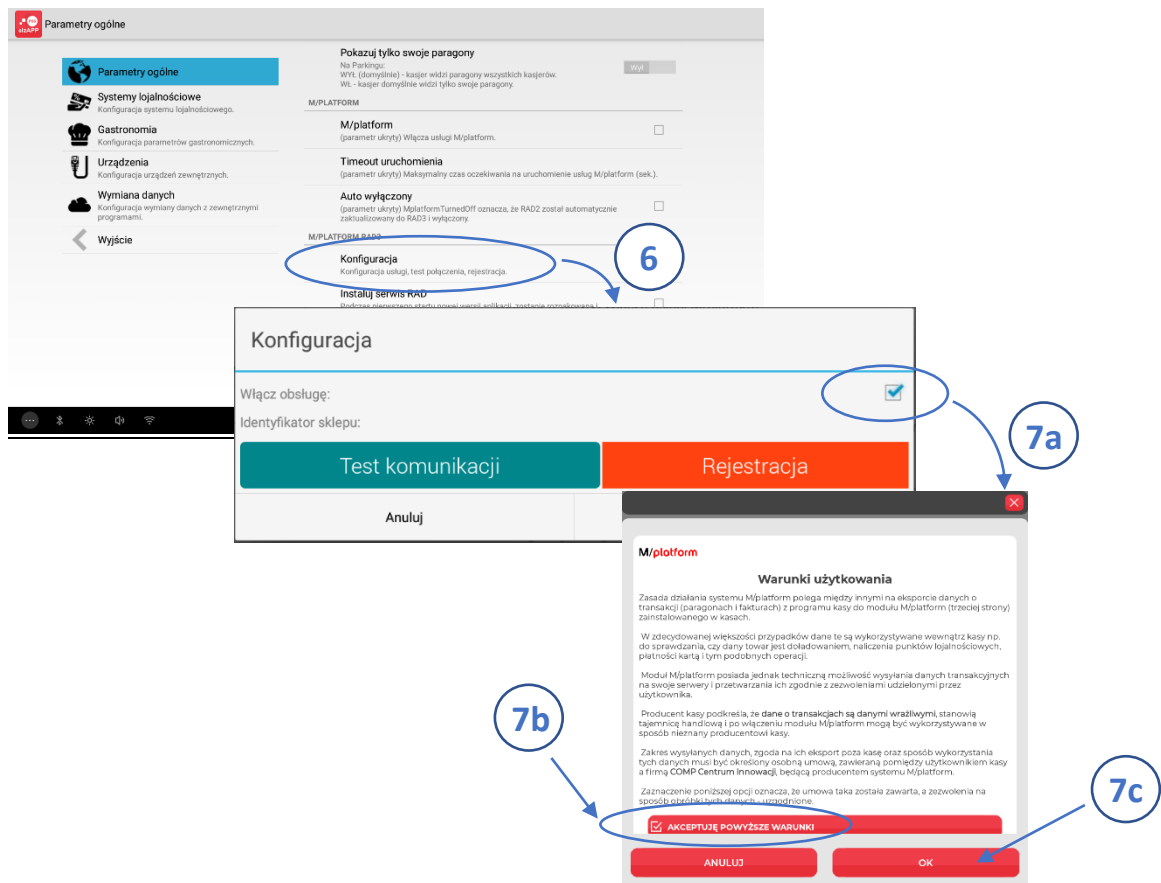 elzAPP
POS
Parametry ogólne
Parametry ogólne
Systemy lojalnościowe
Konfiguracja systemu lojalnościowego.
Gastronomia
Konfiguracja parametrów gastronomicznych.
Urządzenia
Konfiguracja urządzeń zewnętrznych.
Wymiana danych
Konfiguracja wymiany danych z zewnętrznymi
programami.
Wyjście
Pokazuj tylko swoje paragony
Na Parkingu:
WYŁ (domyślnie) - kasjer widzi paragony wszystkich kasjerów.
WŁ - kasjer domyślnie widzi tylko swoje paragony.
Wył
M/PLATFORM
M/platform
(parametr ukryty) Włącza usługi M/platform.
Timeout uruchomienia
(parametr ukryty) Maksymalny czas oczekiwania na uruchomienie usług M/platform (sek.).
Auto wyłączony
(parametr ukryty) MplatformTurnedOff oznacza, że RAD2 został automatycznie
zaktualizowany do RAD3 i wyłączony.
M/PLATFORM RAD3
Konfiguracja
Konfiguracja usługi, test połączenia, rejestracja.
6
Instaluj serwis RAD
Podczas pierwszego startu nowej wersji aplikacji, zostanie rozpakowana i
Konfiguracja
Włącz obsługę:
Identyfikator sklepu:
7a
Test komunikacji
Rejestracja
Anuluj
M/platform
Warunki użytkowania
Zasada działania systemu M/platform polega między innymi na eksporcie danych o
transakcji (paragonach i fakturach) z programu kasy do modułu M/platform (trzeciej strony)
zainstalowanego w kasach.
W zdecydowanej większości przypadków dane te są wykorzystywane wewnątrz kasy np.
do sprawdzania, czy dany towar jest doładowaniem, naliczenia punktów lojalnościowych,
płatności kartą i tym podobnych operacji.
Moduł M/platform posiada jednak techniczną możliwość wysyłania danych transakcyjnych
na swoje serwery i przetwarzania ich zgodnie z zezwoleniami udzielonymi przez
użytkownika.
7b
Producent kasy podkreśla, że dane o transakcjach są danymi wrażliwymi, stanowią
tajemnicę handlową i po włączeniu modułu M/platform mogą być wykorzystywane w
sposób nieznany producentowi kasy.
Zakres wysyłanych danych, zgoda na ich eksport poza kasę oraz sposób wykorzystania
tych danych musi być określony osobną umową, zawieraną pomiędzy użytkownikiem kasy
a firmą COMP Centrum Innowacji, będącą producentem systemu M/platform.
Zaznaczenie poniższej opcji oznacza, że umowa taka została zawarta, a zezwolenia na
sposób obróbki tych danych - uzgodnione.
7c
AKCEPTUJĘ POWYŻSZE WARUNKI
ANULUJ
OK